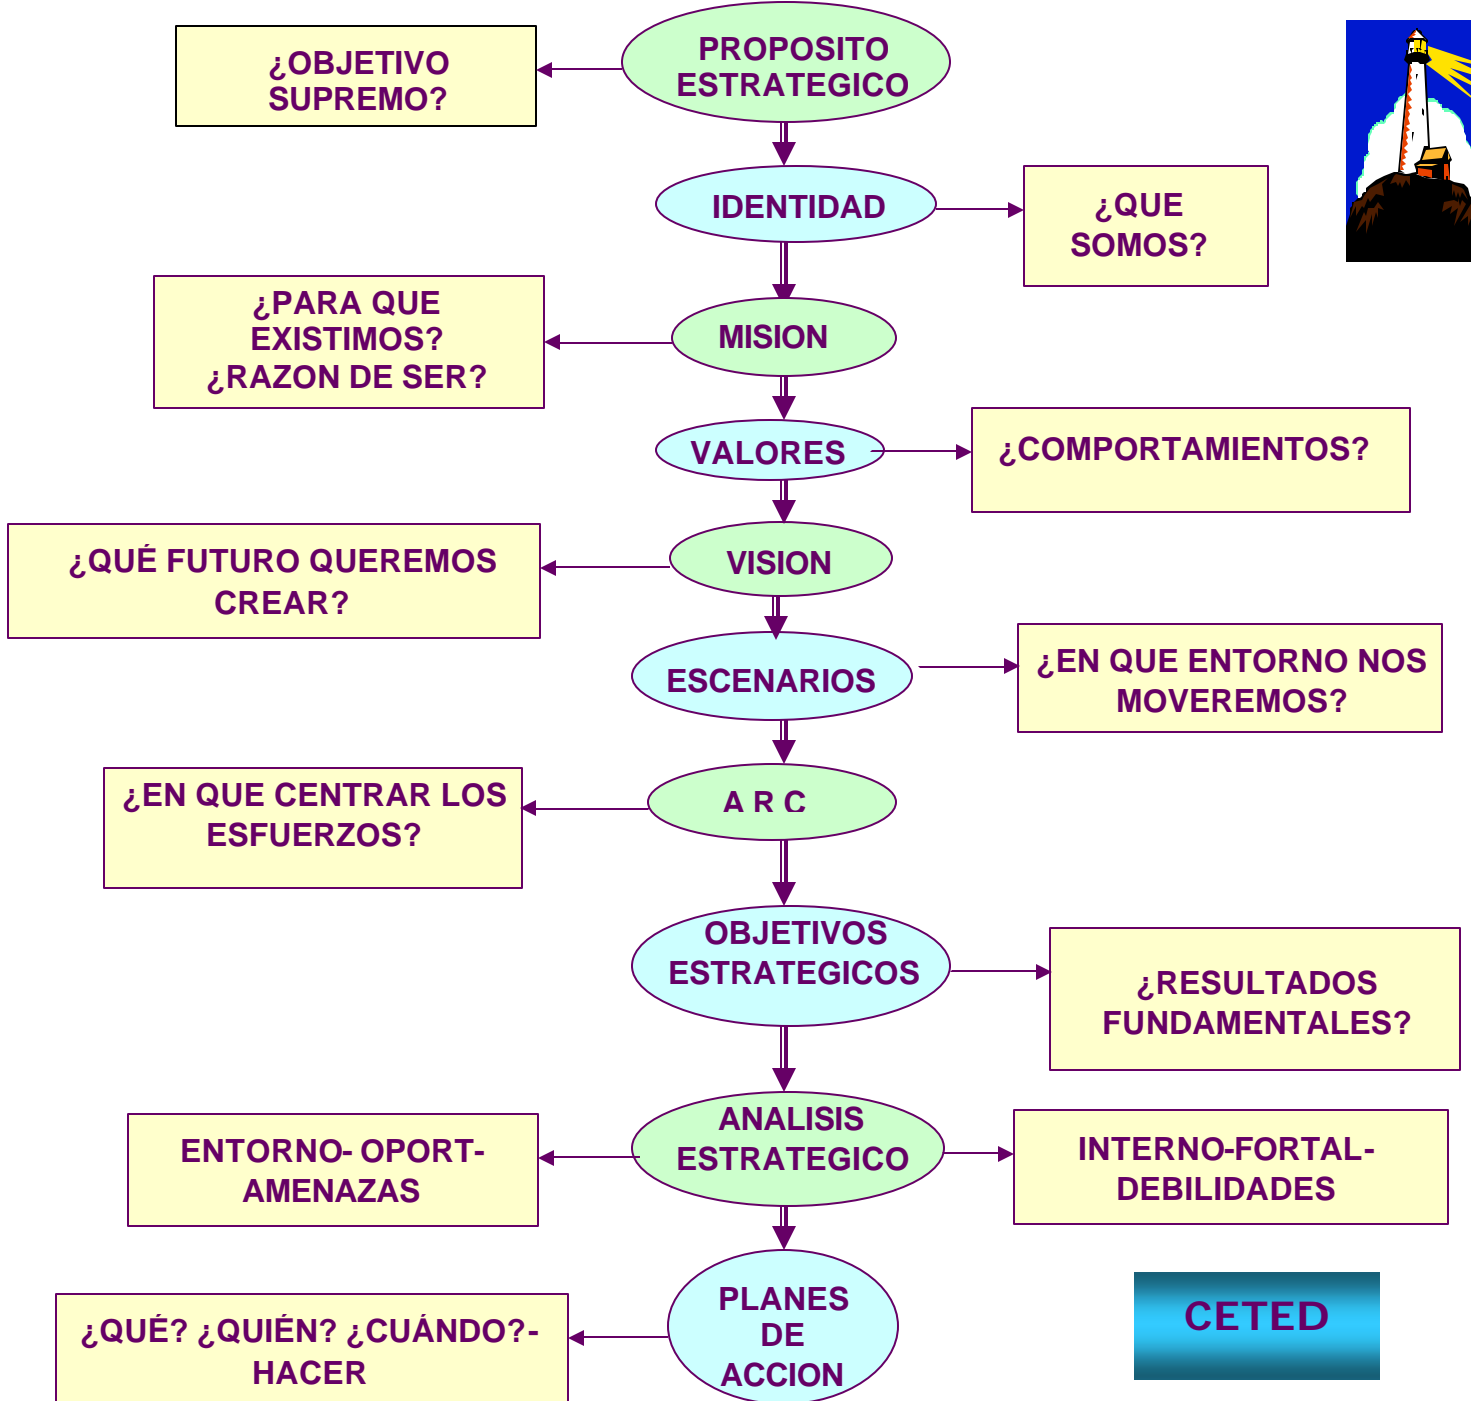 PROPOSITO
ESTRATEGICO
¿OBJETIVO
SUPREMO?
IDENTIDAD
¿QUE
SOMOS?
¿PARA QUE
EXISTIMOS?
¿RAZON DE SER?
MISION
VALORES
¿COMPORTAMIENTOS?
¿QUÉ FUTURO QUEREMOS
CREAR?
VISION
ESCENARIOS
¿EN QUE ENTORNO NOS
MOVEREMOS?
¿EN QUE CENTRAR LOS
ESFUERZOS?
A R C
OBJETIVOS
ESTRATEGICOS
¿RESULTADOS
FUNDAMENTALES?
ANALISIS
ESTRATEGICO
ENTORNO- OPORT-
AMENAZAS
INTERNO-FORTAL-
DEBILIDADES
PLANES
DE
ACCION
¿QUÉ? ¿QUIÉN? ¿CUÁNDO?-
HACER
CETED